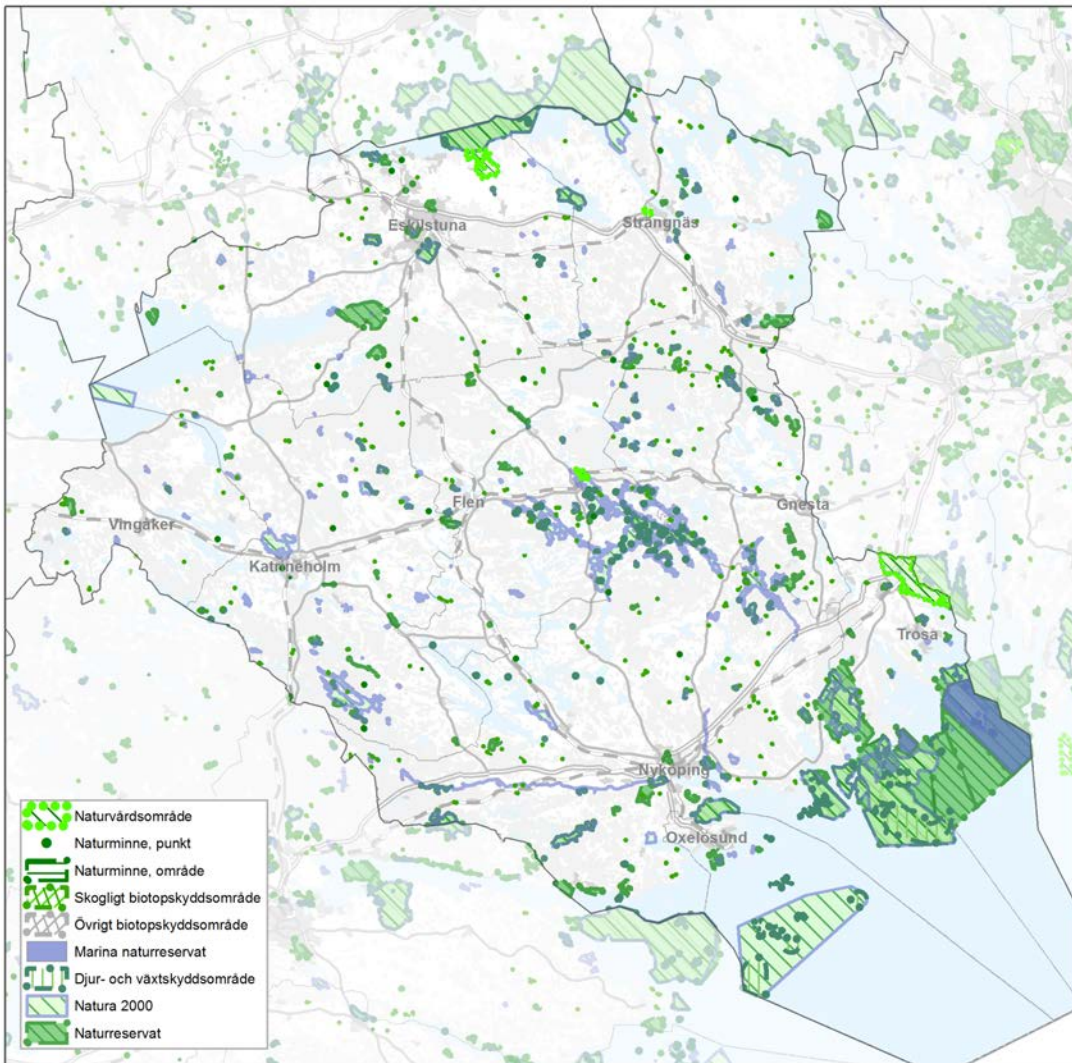 Eskilstuna
Strängnäs
Flen
Gnesta
Vingåker
Katrineholm
Trosa
Nyköping
Oxelösund
Naturvårdsområde
Naturminne, punkt
Naturminne, område
Skogligt biotopskyddsområde
Övrigt biotopskyddsområde
Marina naturreservat
Djur- och växtskyddsområde
Natura 2000
Naturreservat